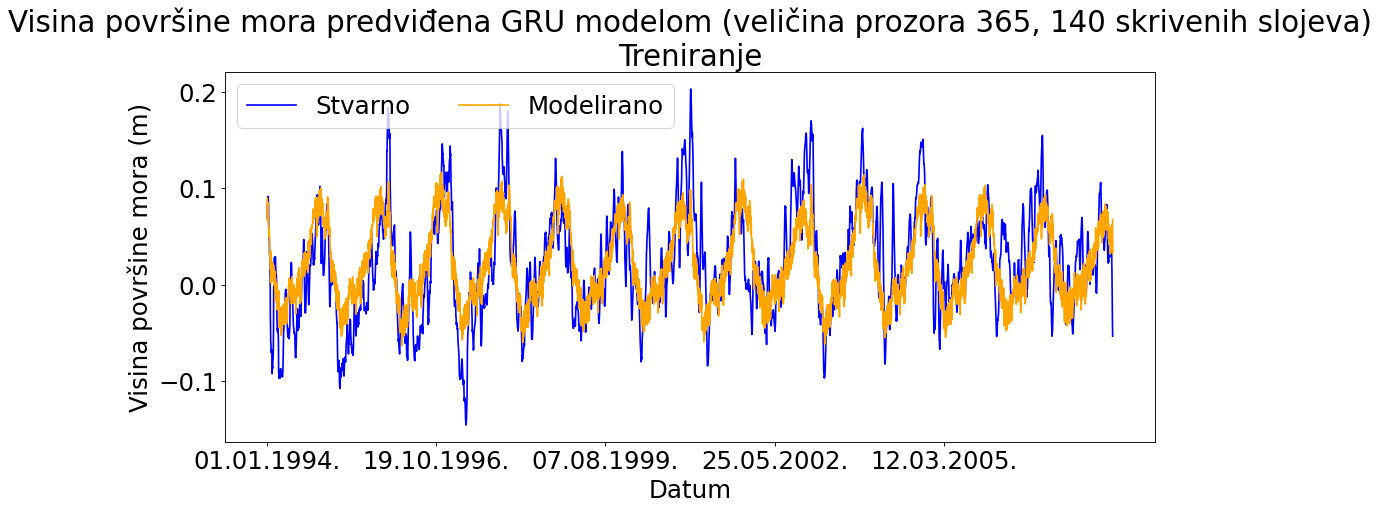 Visina površine mora predviđena GRU modelom (veličina prozora 365, 140 skrivenih slojeva)
Treniranje
Stvarno Modelirano
Visina površine mora (m)
0.2
0.1
0.0
−0.1
01.01.1994. 19.10.1996. 07.08.1999. 25.05.2002. 12.03.2005.
Datum